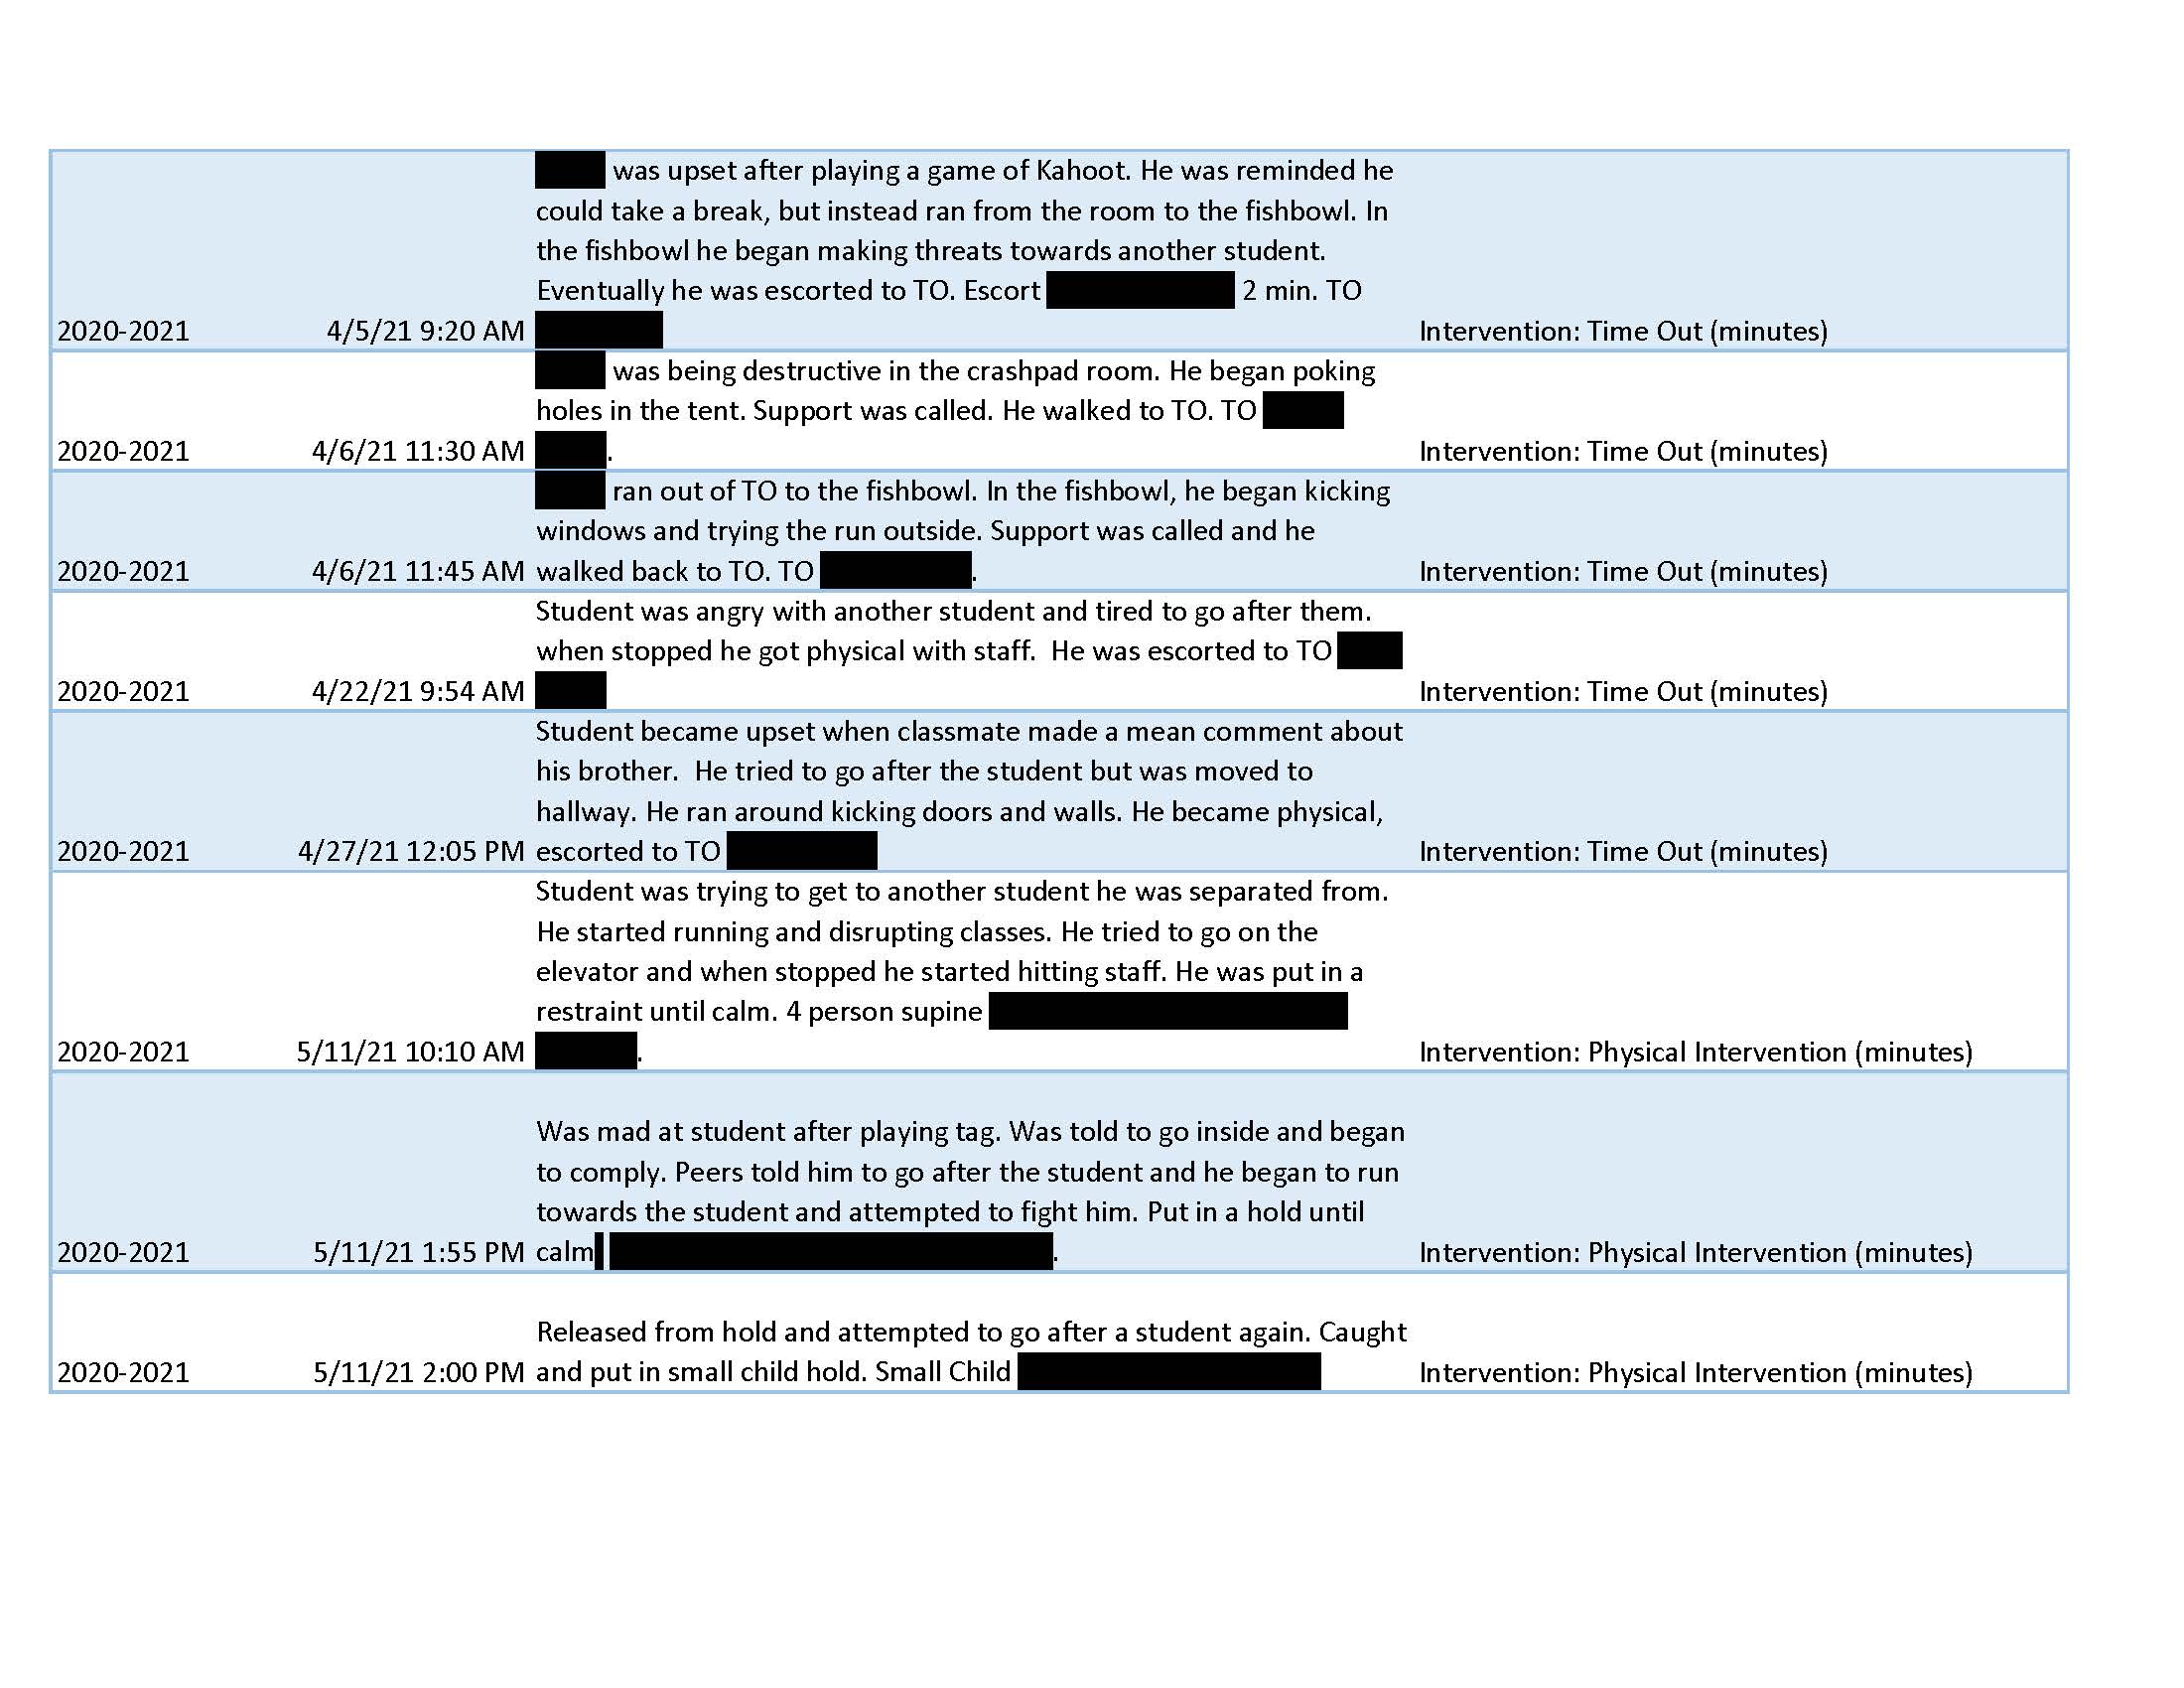 was upset after playing a game of Kahoot. He was reminded he
could take a break, but instead ran from the room to the fishbowl. In
the fishbowl he began making threats towards another student.
Eventually he was escorted to TO. Escort 2 min. TO
2020-2021 4/5/21 9:20 AM Intervention: Time Out (minutes)
was being destructive in the crashpad room. He began poking
holes in the tent. Support was called. He walked to TO. TO
2020-2021 4/6/21 11:30 AM . Intervention: Time Out (minutes)
ran out of TO to the fishbowl. In the fishbowl, he began kicking
windows and trying the run outside. Support was called and he
2020-2021 4/6/21 11:45 AM walked back to TO. TO . Intervention: Time Out (minutes)
Student was angry with another student and tired to go after them.
when stopped he got physical with staff.  He was escorted to TO
2020-2021 4/22/21 9:54 AM Intervention: Time Out (minutes)
Student became upset when classmate made a mean comment about
his brother.  He tried to go after the student but was moved to
hallway. He ran around kicking doors and walls. He became physical,
2020-2021 4/27/21 12:05 PM escorted to TO Intervention: Time Out (minutes)
Student was trying to get to another student he was separated from.
He started running and disrupting classes. He tried to go on the
elevator and when stopped he started hitting staff. He was put in a
restraint until calm. 4 person supine
2020-2021 5/11/21 10:10 AM . Intervention: Physical Intervention (minutes)
Was mad at student after playing tag. Was told to go inside and began
to comply. Peers told him to go after the student and he began to run
towards the student and attempted to fight him. Put in a hold until
2020-2021 5/11/21 1:55 PM calm . Intervention: Physical Intervention (minutes)
Released from hold and attempted to go after a student again. Caught
2020-2021 5/11/21 2:00 PM and put in small child hold. Small Child Intervention: Physical Intervention (minutes)